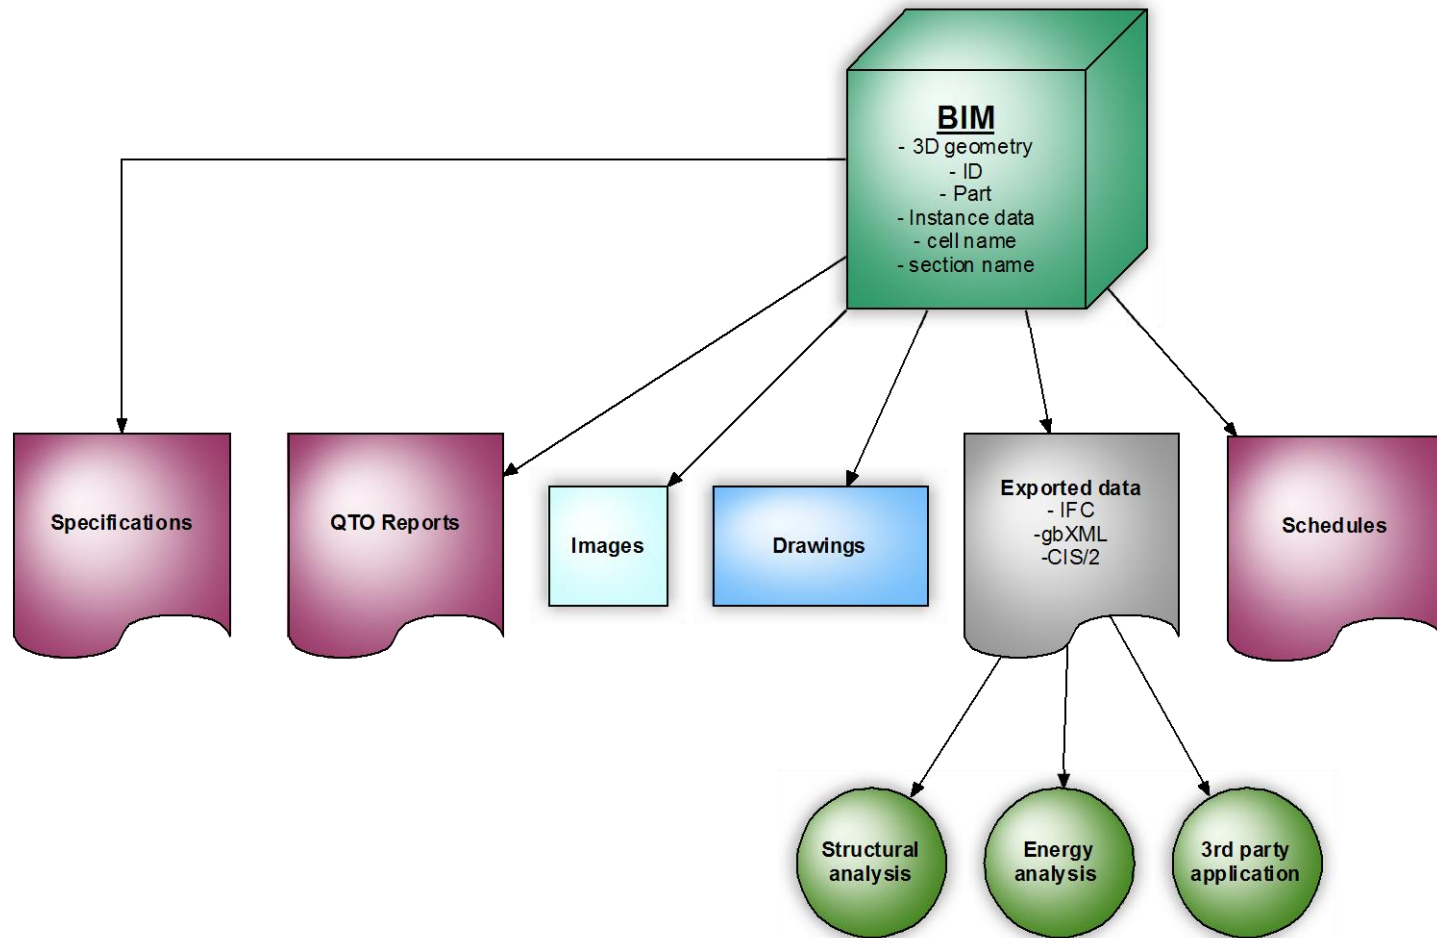 BIM
- 3D geometry
- ID
- Part
- Instance data
- cell name
- section name
Specifications
QTO Reports
Images
Drawings
Exported data
- IFC
-gbXML
-CIS/2
Schedules
Structural
analysis
Energy
analysis
3rd party
application